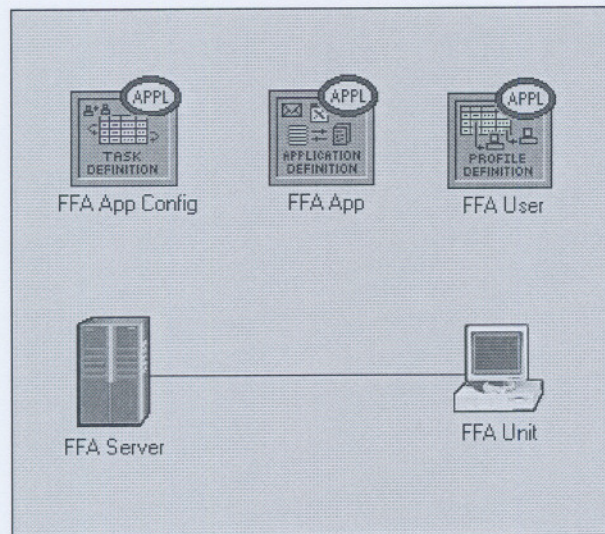 APPL
TASK
DEFINITION
FFA App Config
APPL
APPLICATION
DEFINITION
FFA App
APPL
PROFILE
DEFINITION
FFA User
FFA Server
FFA Unit